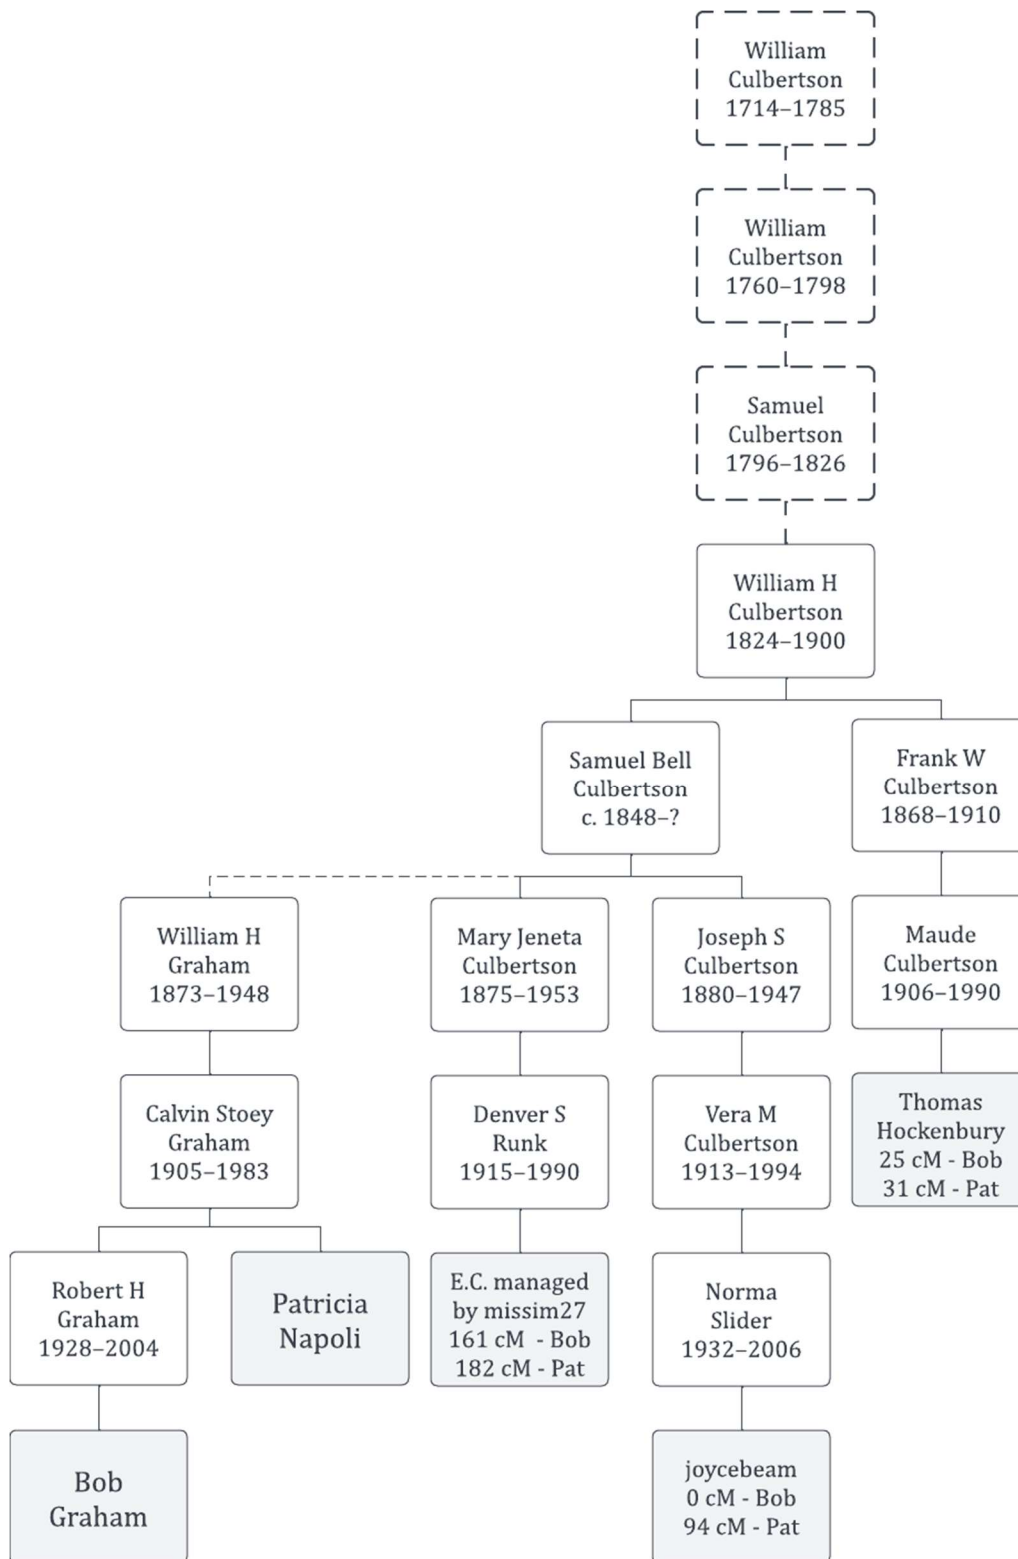 William
Culbertson
1714–1785
William
Culbertson
1760–1798
Samuel
Culbertson
1796–1826
William H
Culbertson
1824–1900
Samuel Bell
Culbertson
c. 1848–?
Frank W
Culbertson
1868–1910
William H
Graham
1873–1948
Mary Jeneta
Culbertson
1875–1953
Joseph S
Culbertson
1880–1947
Maude
Culbertson
1906–1990
Calvin Stoey
Graham
1905–1983
Denver S
Runk
1915–1990
Vera M
Culbertson
1913–1994
Thomas
Hockenbury
25 cM - Bob
31 cM - Pat
Robert H
Graham
1928–2004
Patricia
Napoli
E.C. managed
by missim27
161 cM  - Bob
182 cM - Pat
Norma
Slider
1932–2006
Bob
Graham
joycebeam
0 cM - Bob
94 cM - Pat